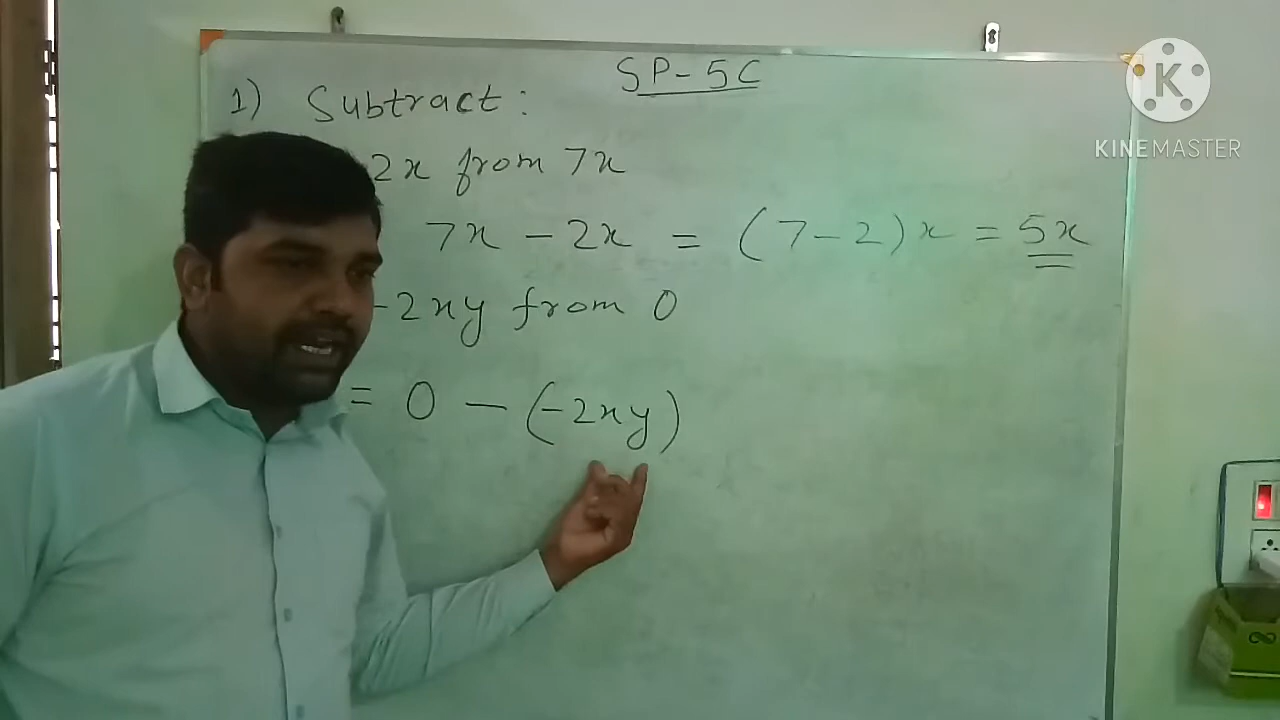 SP-5C
1) Subtract:
2x from 7x
7x - 2x = (7-2)x = 5x
-2xy from 0
= 0 - (-2xy)
K
KINEMASTER